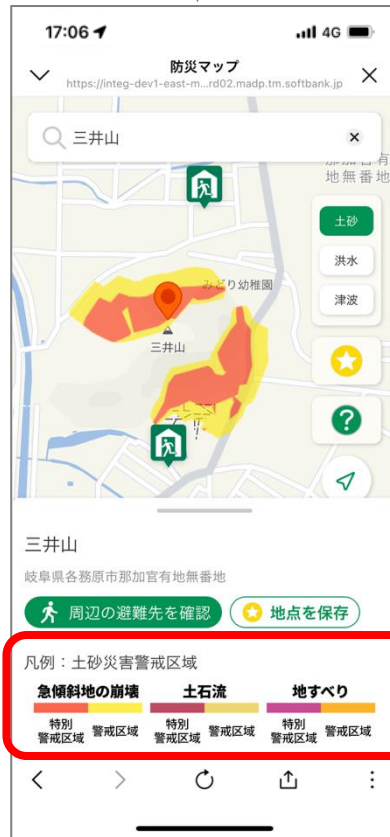 17:06
4G
防災マップ
https://integ-dev1-east-m...rd02.madp.tm.softbank.jp
三井山
地無番地
土砂
洪水
津波
みどり幼稚園
三井山
?
三井山
岐阜県各務原市那加官有地無番地
周辺の避難先を確認
地点を保存
凡例：土砂災害警戒区域
急傾斜地の崩壊 土石流 地すべり
特別 特別 特別
警戒区域 警戒区域 警戒区域 警戒区域 警戒区域 警戒区域